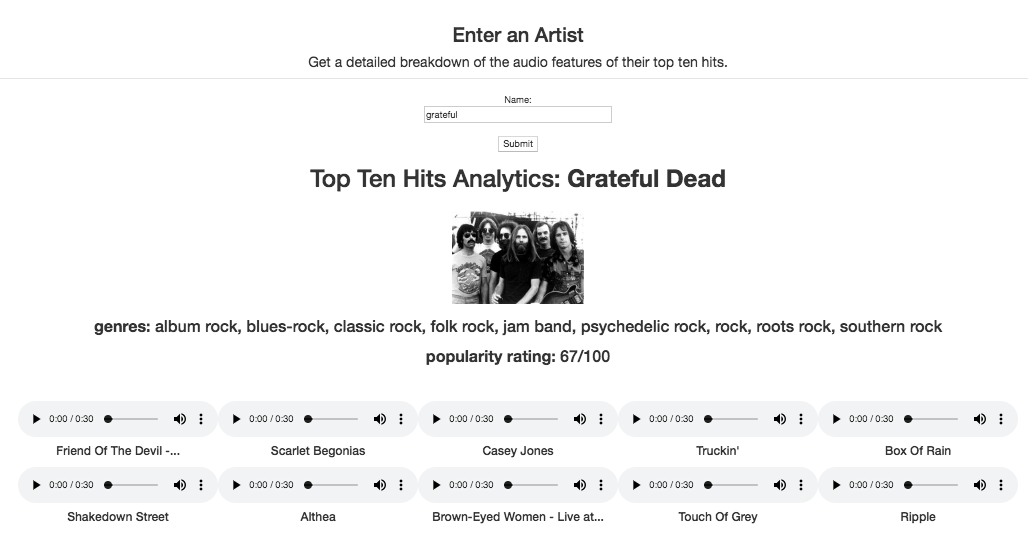 Enter an Artist
Get a detailed breakdown of the audio features of their top ten hits.
Name:
grateful
Submit
Top Ten Hits Analytics: Grateful Dead
genres: album rock, blues-rock, classic rock, folk rock, jam band, psychedelic rock, rock, roots rock, southern rock
popularity rating: 67/100
0:00 / 0:30 0:00 / 0:30 0:00 / 0:30 0:00 / 0:30 0:00 / 0:30
Friend Of The Devil -... Scarlet Begonias Casey Jones Truckin' Box Of Rain
0:00 / 0:30 0:00 / 0:30 0:00 / 0:30 0:00 / 0:30 0:00 / 0:30
Shakedown Street Althea Brown-Eyed Women - Live at... Touch Of Grey Ripple